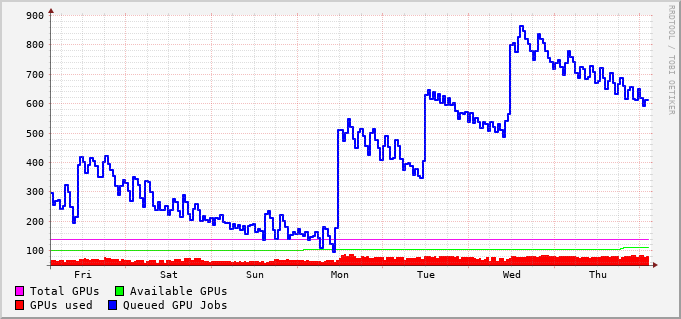 900
800
700
600
500
400
300
200
100
Fri Sat Sun Mon Tue Wed Thu
Total GPUs Available GPUs
GPUs used Queued GPU Jobs
RRDTOOL / TOBI OETIKER